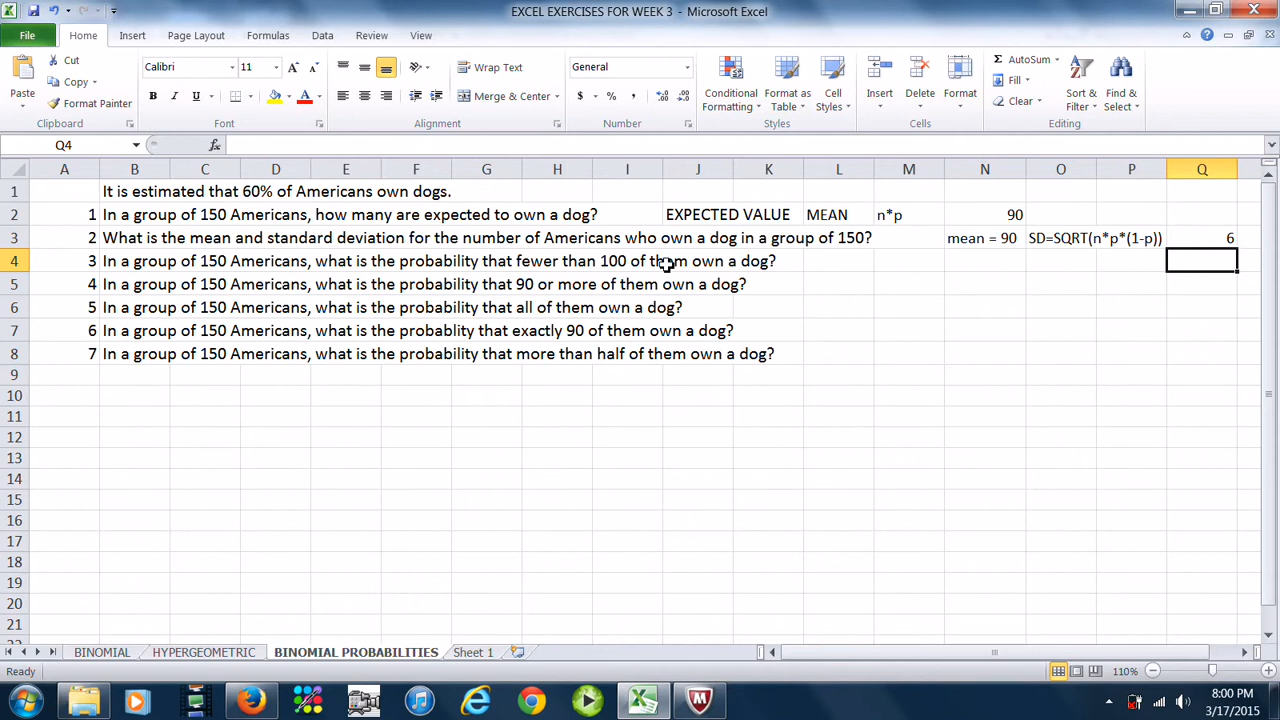 EXCEL EXERCISES FOR WEEK 3 - Microsoft Excel
File Home Insert Page Layout Formulas Data Review View
Paste Cut Copy Format Painter Clipboard
Calibri 11 B I U A Font
Wrap Text Merge & Center Alignment
General $ % , Number
Conditional Formatting Format as Table Cell Styles Styles
Insert Delete Format Cells
AutoSum Fill Clear Sort & Filter Find & Select Editing
Q4 fx
A B C D E F G H I J K L M N O P Q
1 It is estimated that 60% of Americans own dogs.
2 1 In a group of 150 Americans, how many are expected to own a dog? EXPECTED VALUE MEAN n*p 90
3 2 What is the mean and standard deviation for the number of Americans who own a dog in a group of 150? mean = 90 SD=SQRT(n*p*(1-p)) 6
4 3 In a group of 150 Americans, what is the probability that fewer than 100 of them own a dog?
5 4 In a group of 150 Americans, what is the probability that 90 or more of them own a dog?
6 5 In a group of 150 Americans, what is the probability that all of them own a dog?
7 6 In a group of 150 Americans, what is the probablity that exactly 90 of them own a dog?
8 7 In a group of 150 Americans, what is the probability that more than half of them own a dog?
9
10
11
12
13
14
15
16
17
18
19
20
21
BINOMIAL HYPERGEOMETRIC BINOMIAL PROBABILITIES Sheet 1
Ready 110%
8:00 PM
3/17/2015